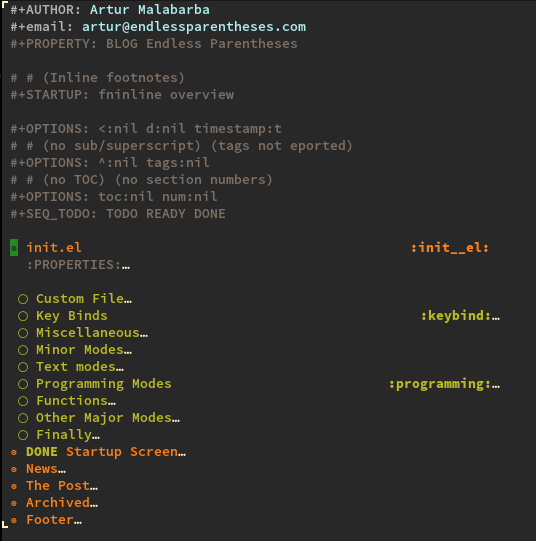 #+AUTHOR: Artur Malabarba
#+email: artur@endlessparentheses.com
#+PROPERTY: BLOG Endless Parentheses
# # (Inline footnotes)
#+STARTUP: fninline overview
#+OPTIONS: <:nil d:nil timestamp:t
# # (no sub/superscript) (tags not eported)
#+OPTIONS: ^:nil tags:nil
# # (no TOC) (no section numbers)
#+OPTIONS: toc:nil num:nil
#+SEQ_TODO: TODO READY DONE
init.el :init__el:
:PROPERTIES:…
Custom File…
Key Binds :keybind:…
Miscellaneous…
Minor Modes…
Text modes…
Programming Modes :programming:…
Functions…
Other Major Modes…
Finally…
DONE Startup Screen…
News…
The Post…
Archived…
Footer…